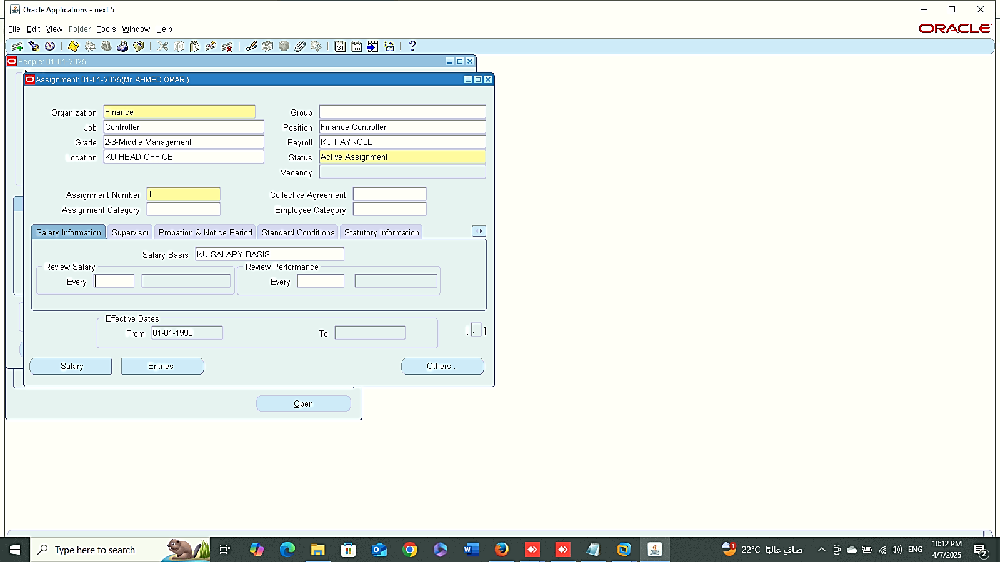 Oracle Applications - next 5
File Edit View Folder Tools Window Help
ORACLE
People: 01-01-2025
Name
Assignment: 01-01-2025(Mr. AHMED OMAR )
Organization Finance Group
Job Controller Position Finance Controller
Grade 2-3-Middle Management Payroll KU PAYROLL
Location KU HEAD OFFICE Status Active Assignment
Vacancy
Assignment Number 1 Collective Agreement
Assignment Category Employee Category
Salary Information Supervisor Probation & Notice Period Standard Conditions Statutory Information
Salary Basis KU SALARY BASIS
Review Salary Review Performance
Every Every
Effective Dates
From 01-01-1990 To [ . ]
Salary Entries Others...
Open
Type here to search 1 22°C صاف غالبًا ENG 10:12 PM
4/7/2025 2